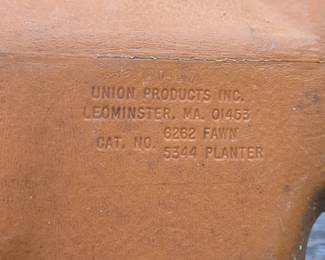 UNION PRODUCTS INC.
LEOMINSTER, MA. 01453
CAT. NO. 6262 FAWN
5344 PLANTER